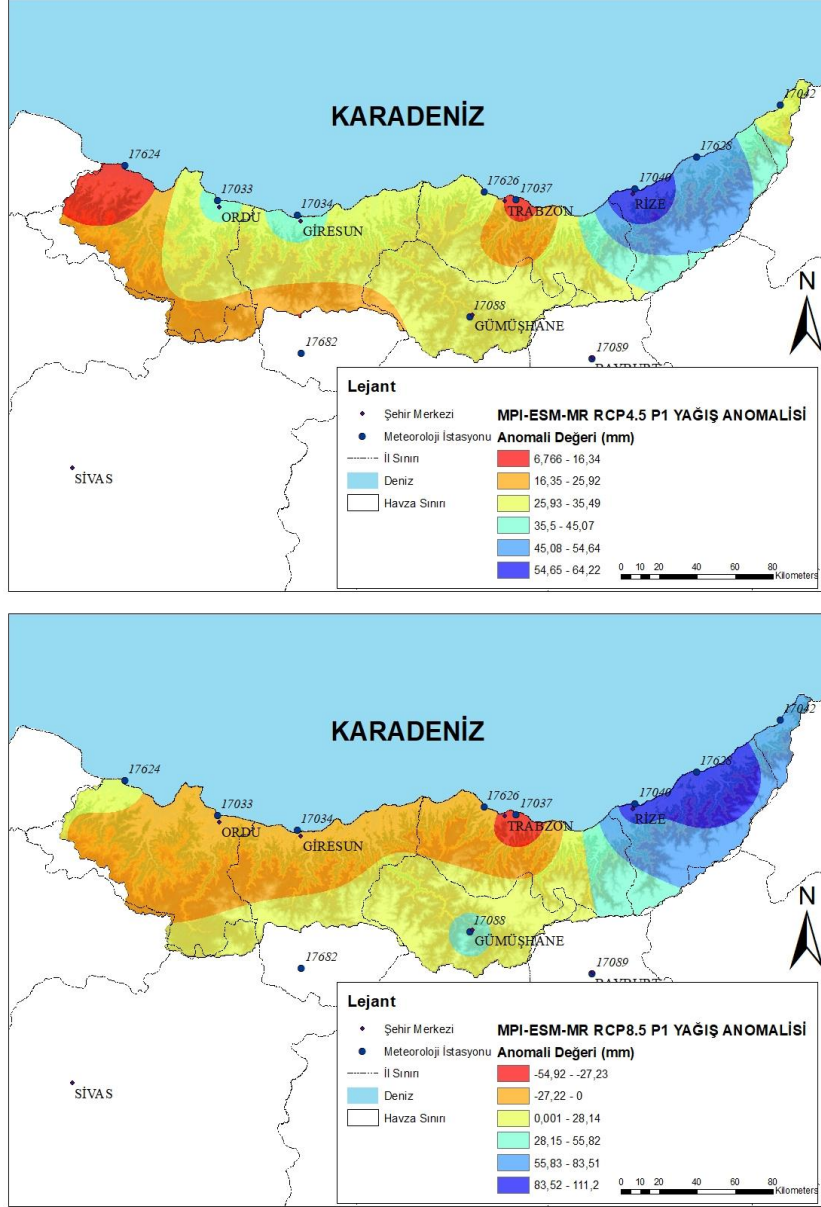 KARADENİZ
17042
17628
17624
17040
RİZE
17626
17037
TRABZON
17033
ORDU
17034
GİRESUN
N
17088
GÜMÜŞHANE
17682
17089
SİVAS
Lejant
Şehir Merkezi
Meteoroloji İstasyonu
İl Sınırı
Deniz
Havza Sınırı
MPI-ESM-MR RCP4.5 P1 YAĞIŞ ANOMALİSİ
Anomali Değeri (mm)
6,766 - 16,34
16,35 - 25,92
25,93 - 35,49
35,5 - 45,07
45,08 - 54,64
54,65 - 64,22
0 10 20 40 60 80
Kilometers
KARADENİZ
17042
17628
17624
17040
RİZE
17626
17037
TRABZON
17033
ORDU
17034
GİRESUN
N
17088
GÜMÜŞHANE
17682
17089
SİVAS
Lejant
Şehir Merkezi
Meteoroloji İstasyonu
İl Sınırı
Deniz
Havza Sınırı
MPI-ESM-MR RCP8.5 P1 YAĞIŞ ANOMALİSİ
Anomali Değeri (mm)
-54,92 - -27,23
-27,22 - 0
0,001 - 28,14
28,15 - 55,82
55,83 - 83,51
83,52 - 111,2
0 10 20 40 60 80
Kilometers